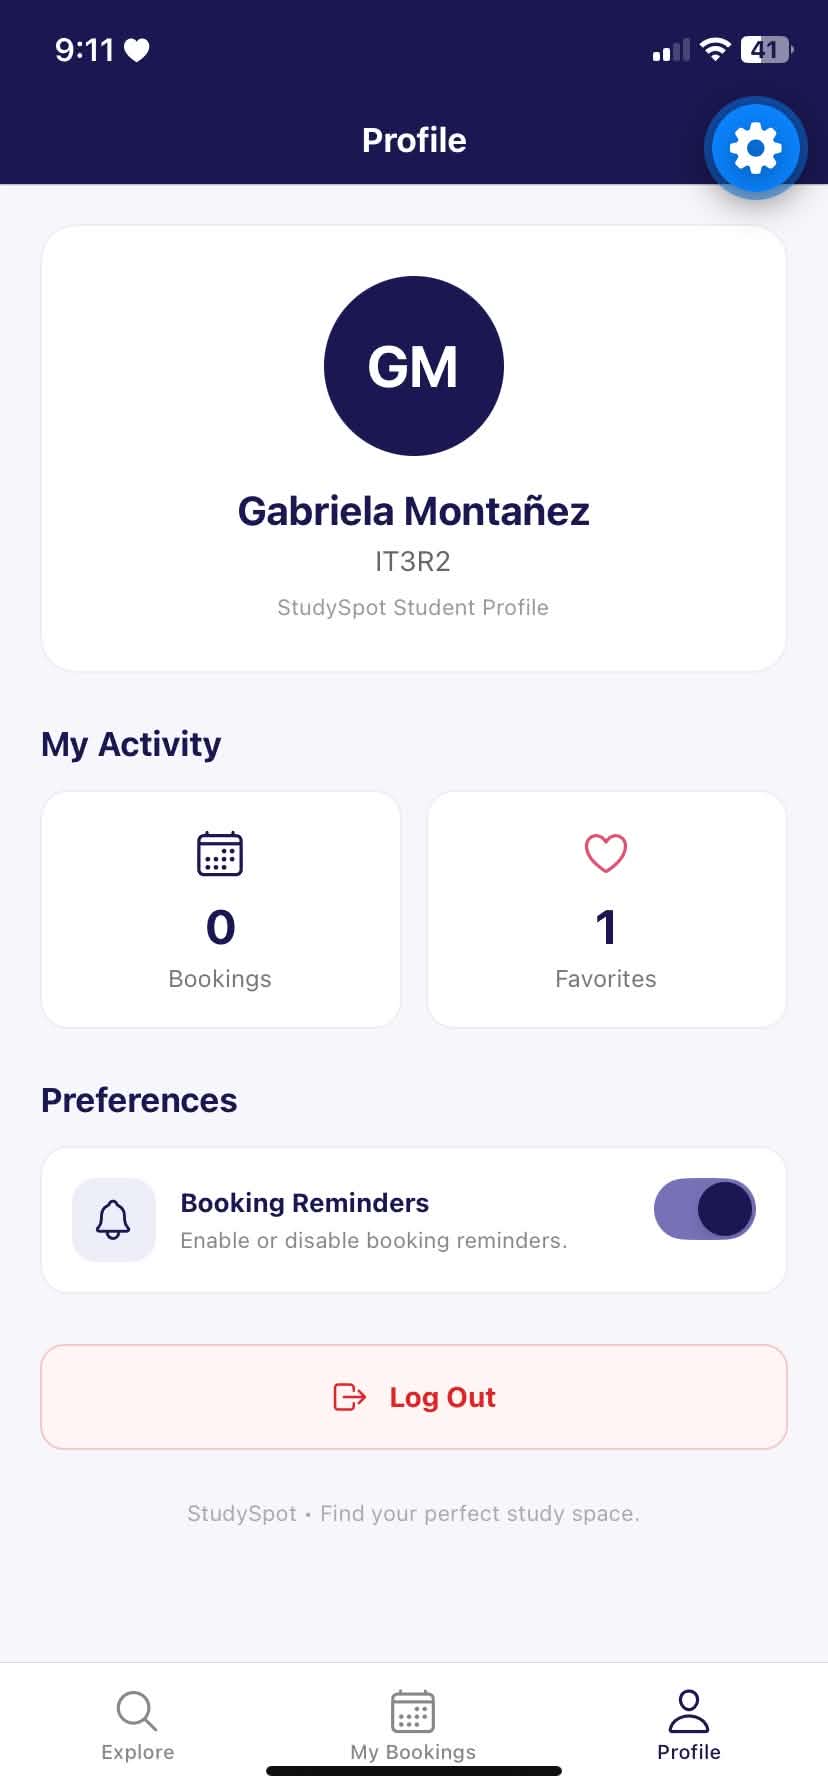 9:11
41
Profile
GM
Gabriela Montañez
IT3R2
StudySpot Student Profile
My Activity
0
Bookings
1
Favorites
Preferences
Booking Reminders
Enable or disable booking reminders.
Log Out
StudySpot • Find your perfect study space.
Explore
My Bookings
Profile